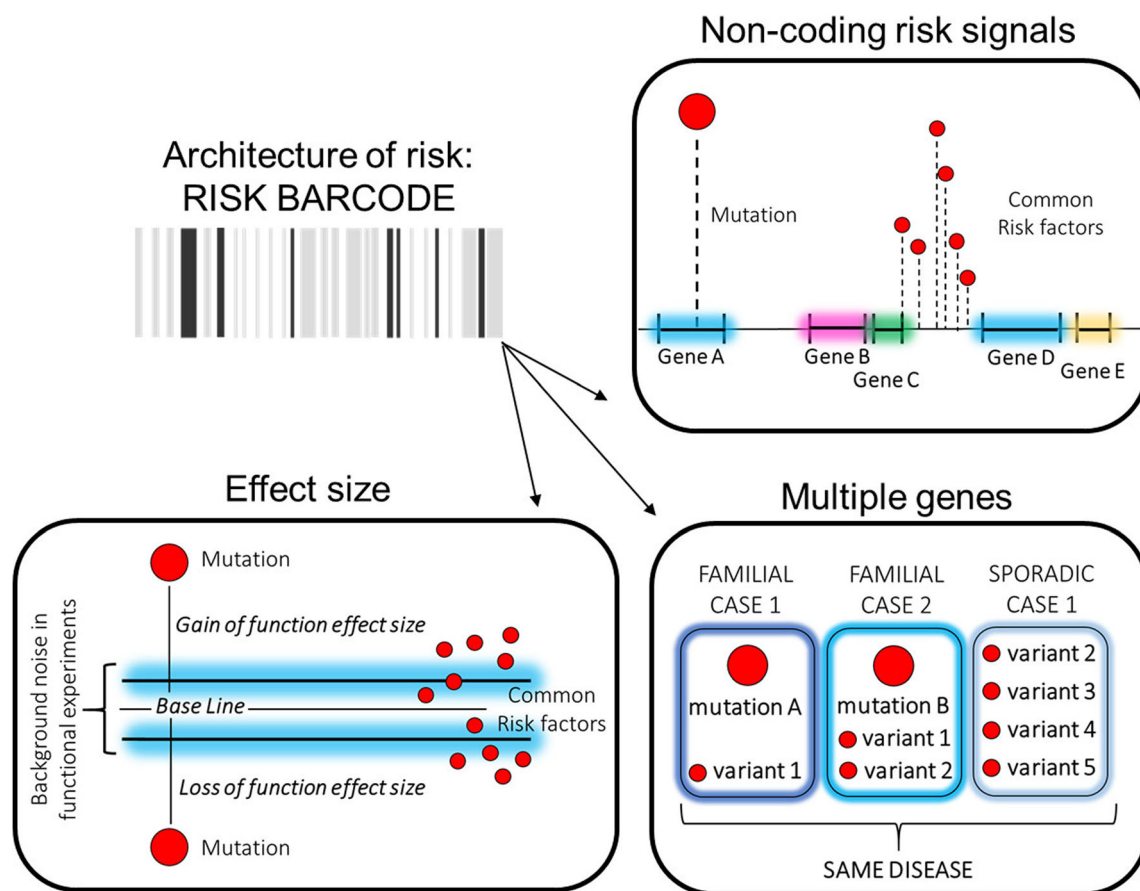 Non-coding risk signals
Architecture of risk:
RISK BARCODE
Mutation
Common
Risk factors
Gene A
Gene B
Gene C
Gene D
Gene E
Effect size
Mutation
Gain of function effect size
Background noise in
functional experiments
Base Line
Common
Risk factors
Loss of function effect size
Mutation
Multiple genes
FAMILIAL
CASE 1
mutation A
variant 1
FAMILIAL
CASE 2
mutation B
variant 1
variant 2
SPORADIC
CASE 1
variant 2
variant 3
variant 4
variant 5
SAME DISEASE